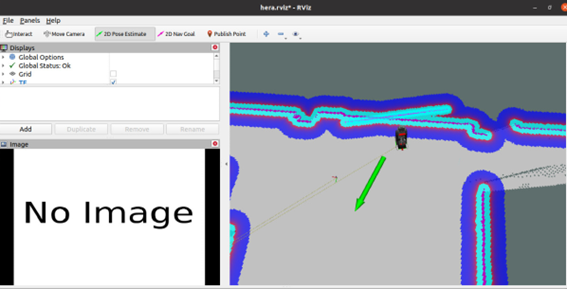 hera.rviz* - RViz
File Panels Help
Interact Move Camera 2D Pose Estimate 2D Nav Goal Publish Point
Displays
Global Options
Global Status: Ok
Grid
TF
Add Duplicate Remove Rename
Image
No Image